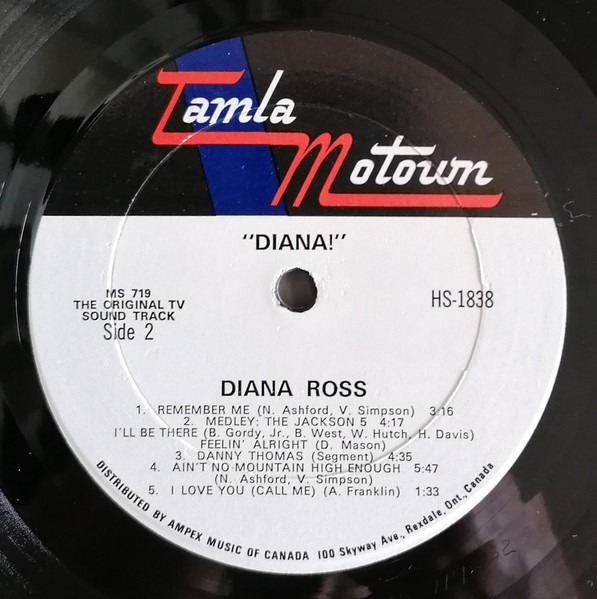 Tamla
Motown
"DIANA!"
MS 719
THE ORIGINAL TV
SOUND TRACK
Side 2
HS-1838
DIANA ROSS
1. REMEMBER ME (N. Ashford, V. Simpson) 3:16
2. MEDLEY: THE JACKSON 5 4:17
I'LL BE THERE (B. Gordy, Jr., B. West, W. Hutch, H. Davis)
FEELIN' ALRIGHT (D. Mason)
3. DANNY THOMAS (Segment) 4:35
4. AIN'T NO MOUNTAIN HIGH ENOUGH 5:47
(N. Ashford, V. Simpson)
5. I LOVE YOU (CALL ME) (A. Franklin) 1:33
DISTRIBUTED BY AMPEX MUSIC OF CANADA 100 Skyway Ave., Rexdale, Ont., Canada